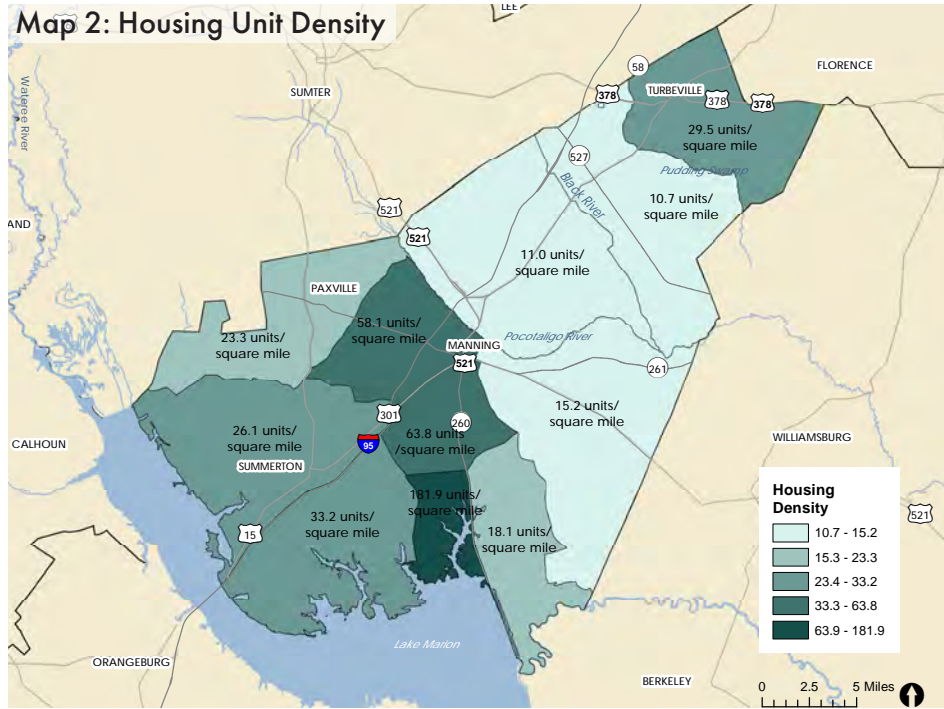 Map 2: Housing Unit Density
LEE
FLORENCE
Wateree River
SUMTER
58
378
TURBEVILLE
378
378
29.5 units/
square mile
527
Pudding Swamp
Black River
10.7 units/
square mile
521
AND
521
11.0 units/
square mile
PAXVILLE
58.1 units/
square mile
23.3 units/
square mile
Pocotaligo River
MANNING
521
261
15.2 units/
square mile
301
260
26.1 units/
square mile
63.8 units
/square mile
95
CALHOUN
SUMMERTON
WILLIAMSBURG
181.9 units/
square mile
33.2 units/
square mile
18.1 units/
square mile
15
521
Housing
Density
10.7 - 15.2
15.3 - 23.3
23.4 - 33.2
33.3 - 63.8
63.9 - 181.9
Lake Marion
ORANGEBURG
BERKELEY
0 2.5 5 Miles